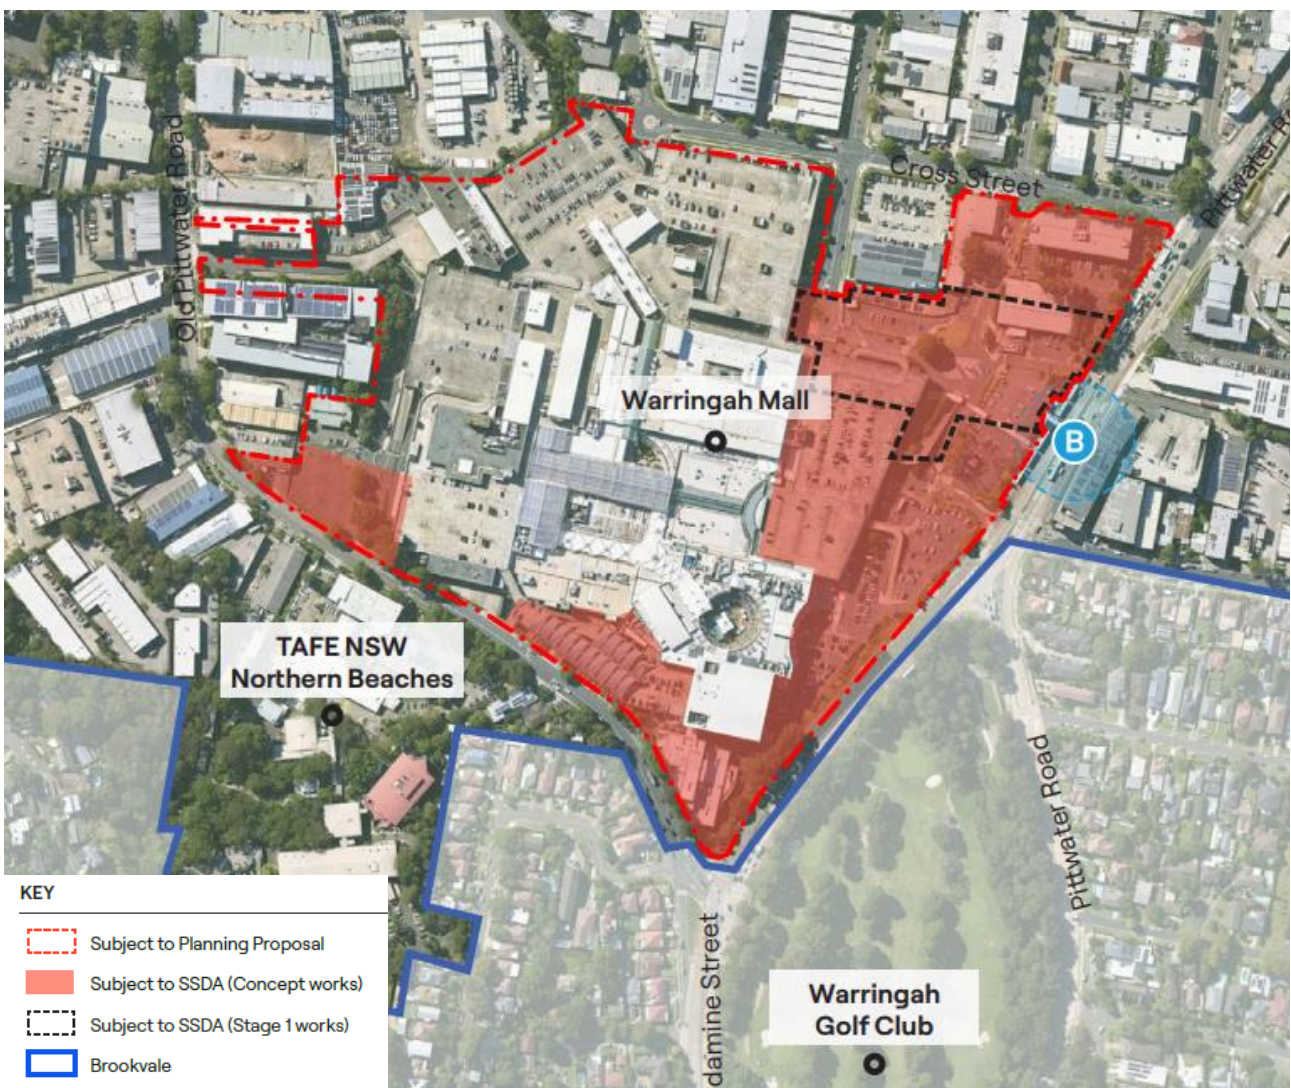 Old Pittwater Road
Cross Street
Pittwater Ro
Warringah Mall
B
TAFE NSW
Northern Beaches
Pittwater Road
damine Street
Warringah
Golf Club
KEY
Subject to Planning Proposal
Subject to SSDA (Concept works)
Subject to SSDA (Stage 1 works)
Brookvale